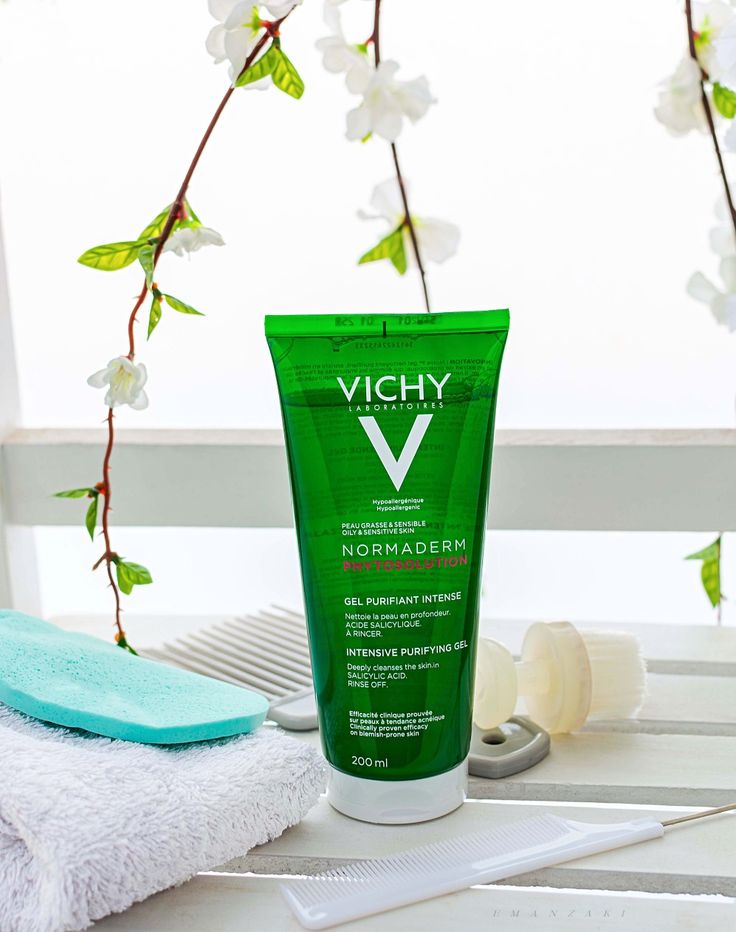 VICHY
LABORATOIRES
V
Hypoallergénique
Hypoallergenic
PEAU GRASSE & SENSIBLE
OILY & SENSITIVE SKIN
NORMADERM
PHYTOSOLUTION
GEL PURIFIANT INTENSE
Nettoie la peau en profondeur.
ACIDE SALICYLIQUE.
À RINCER.
INTENSIVE PURIFYING GEL
Deeply cleanses the skin.in
SALICYLIC ACID.
RINSE OFF.
Efficacité clinique prouvée
sur peaux à tendance acnéique
Clinically proven efficacy
on blemish-prone skin
200 ml
EMANZAKI